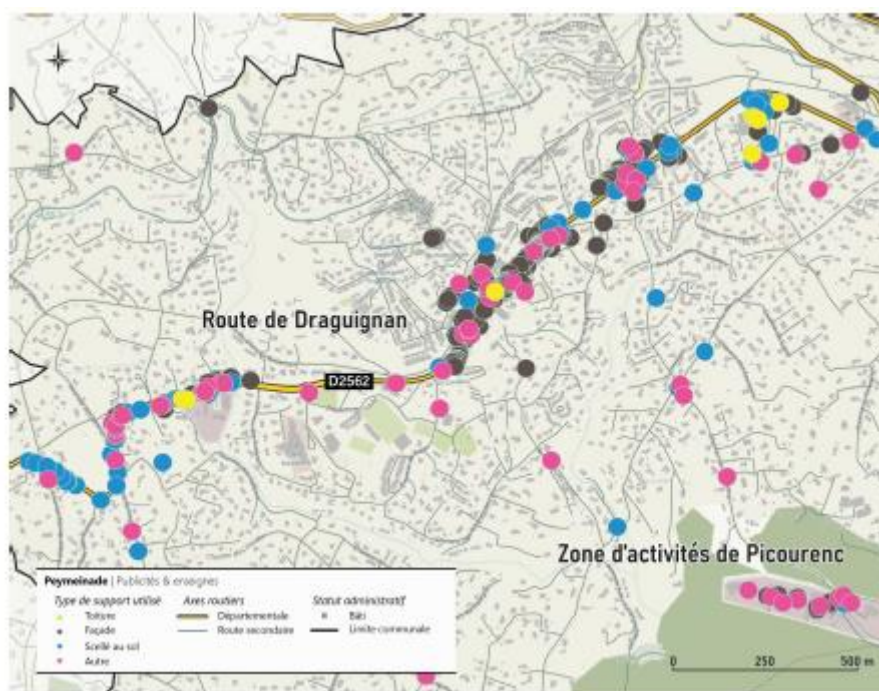 Route de Draguignan
D2562
Zone d'activités de Picourenc
Peymeinade | Publicités & enseignes
Type de support utilisé Axes routiers Statut administratif
Toiture Départementale Bâti
Façade Route secondaire Limite communale
Scellé au sol
Autre
0 250 500 m